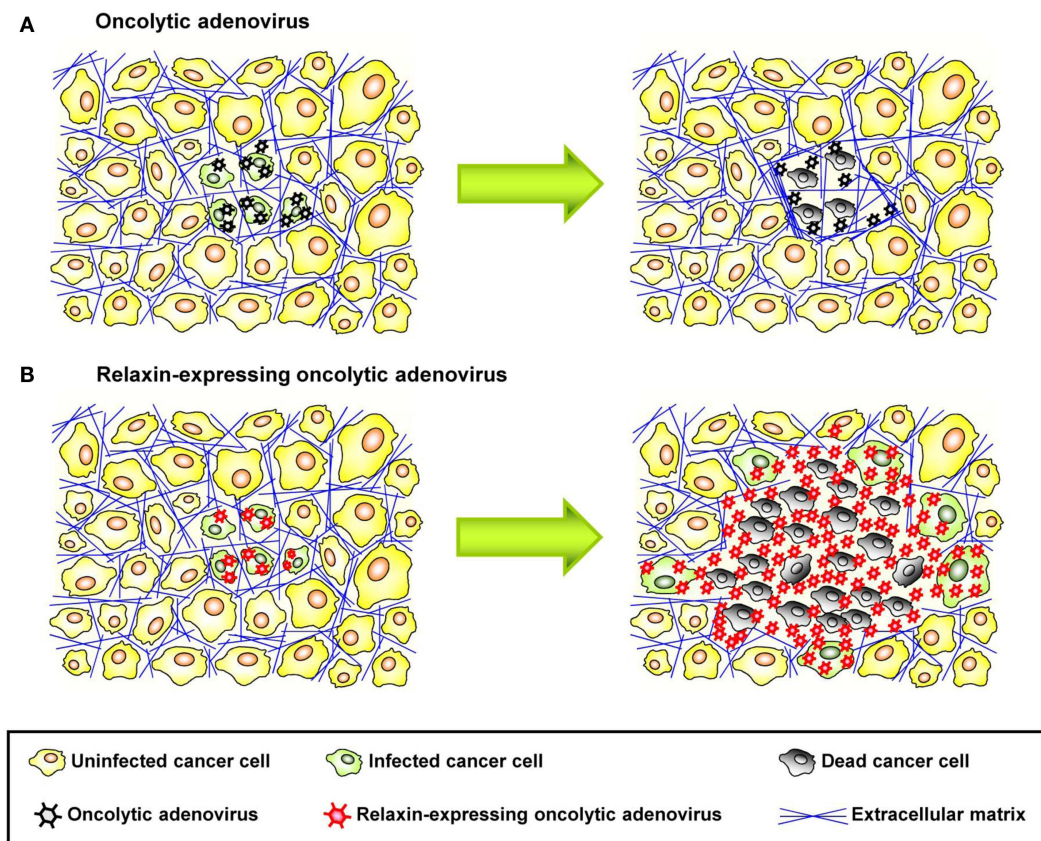 A Oncolytic adenovirus
B Relaxin-expressing oncolytic adenovirus
Uninfected cancer cell Infected cancer cell Dead cancer cell
Oncolytic adenovirus Relaxin-expressing oncolytic adenovirus Extracellular matrix